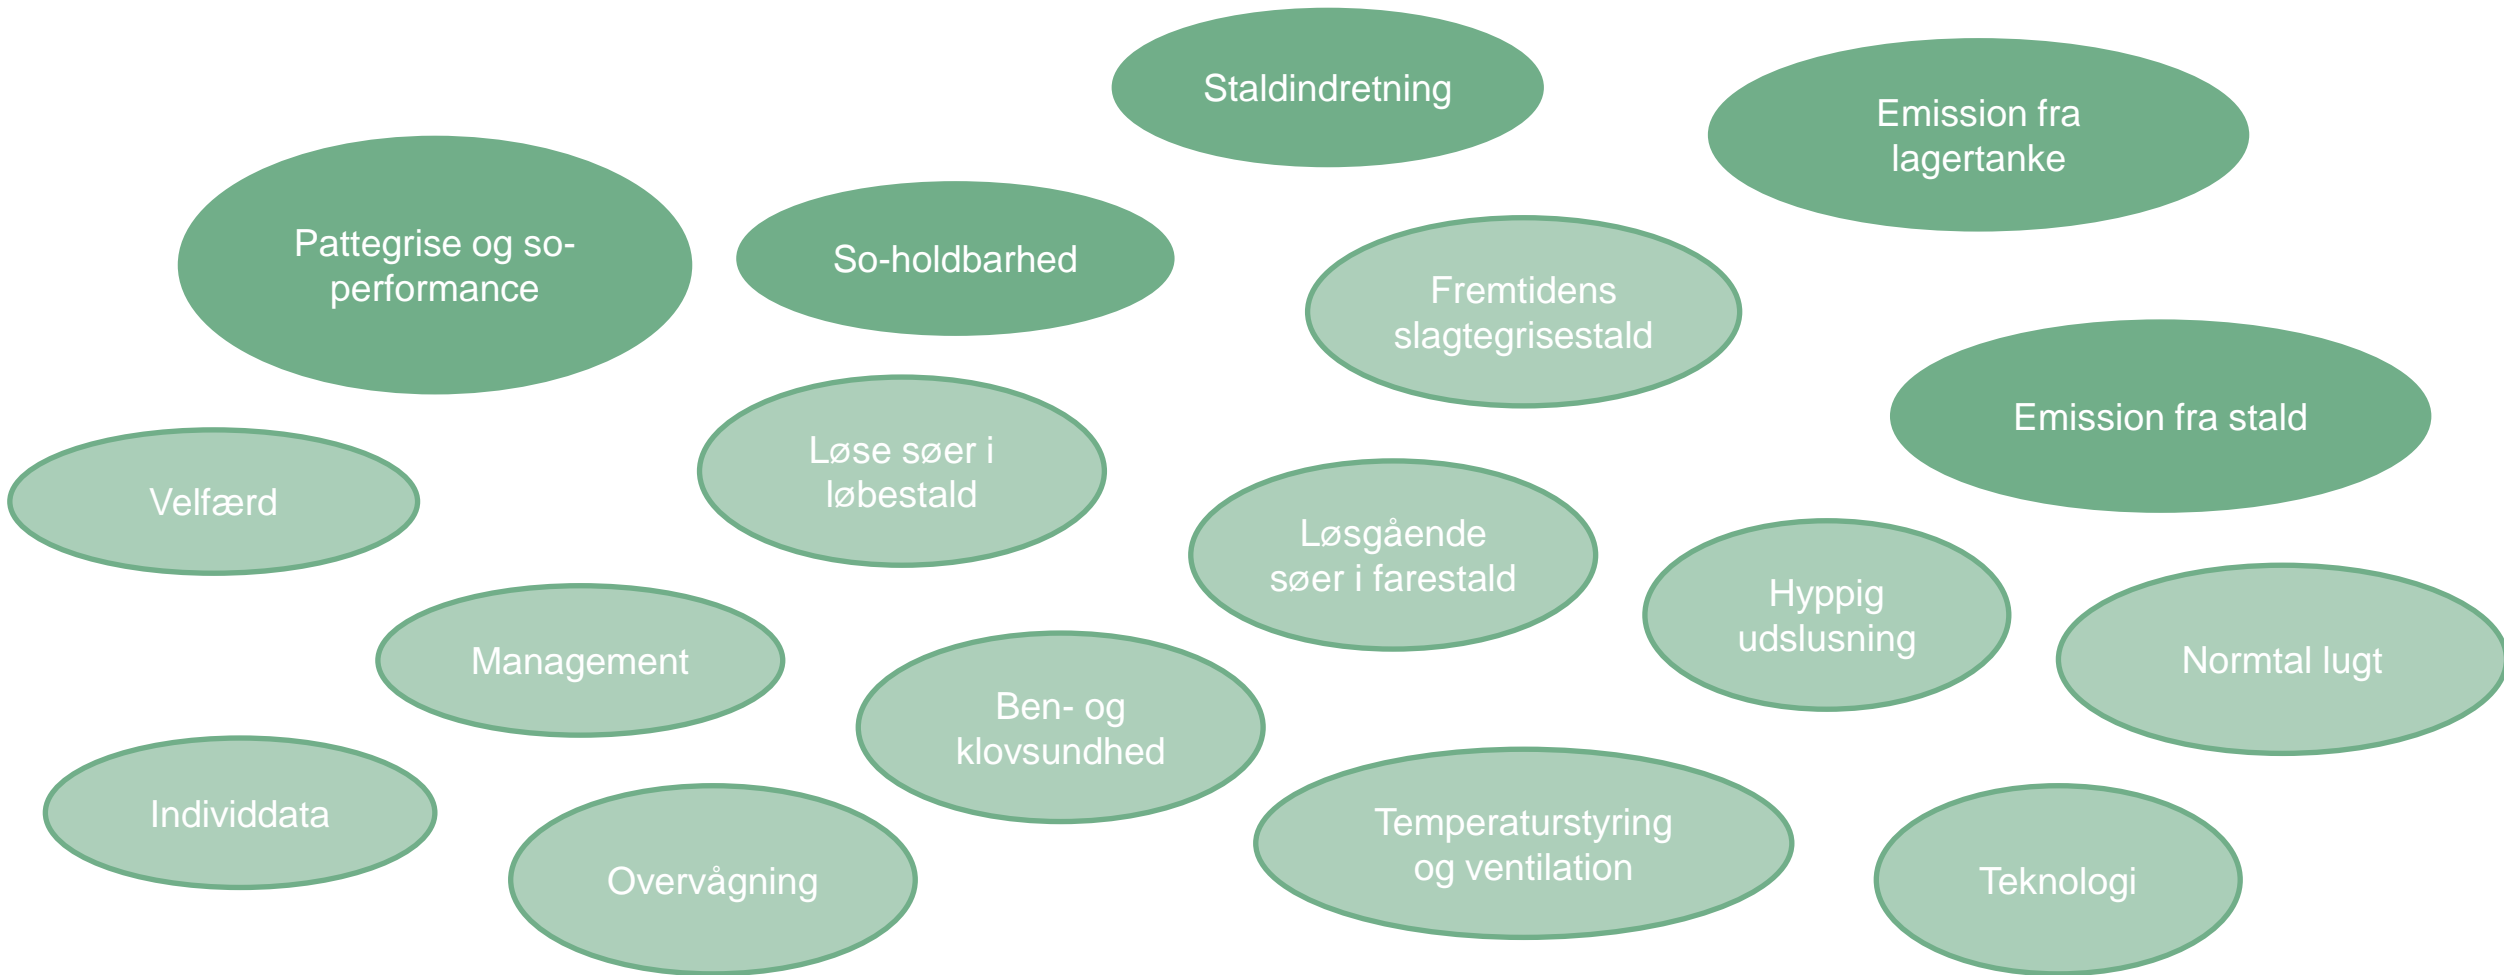 Staldindretning
Emission fra
lagertanke
Pattegrise og so-
performance
So-holdbarhed
Fremtidens
slagtegrisestald
Emission fra stald
Løse søer i
løbestald
Velfærd
Løsgående
søer i farestald
Hyppig
udslusning
Normtal lugt
Management
Ben- og
klovsundhed
Individdata
Overvågning
Temperaturstyring
og ventilation
Teknologi